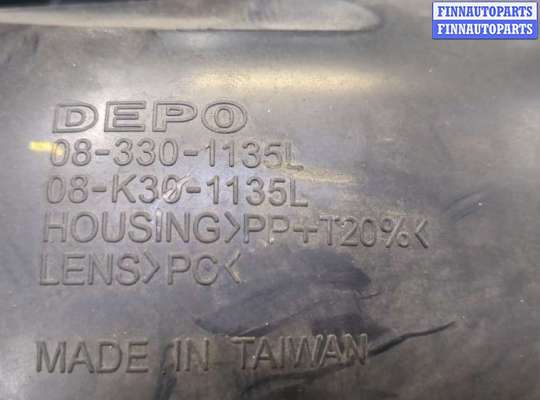 FINNAUTOPARTS
FINNAUTOPARTS
DEPO
08-330-1135L
08-K30-1135L
HOUSING>PP+T20%<
LENS>PC<
MADE IN TAIWAN